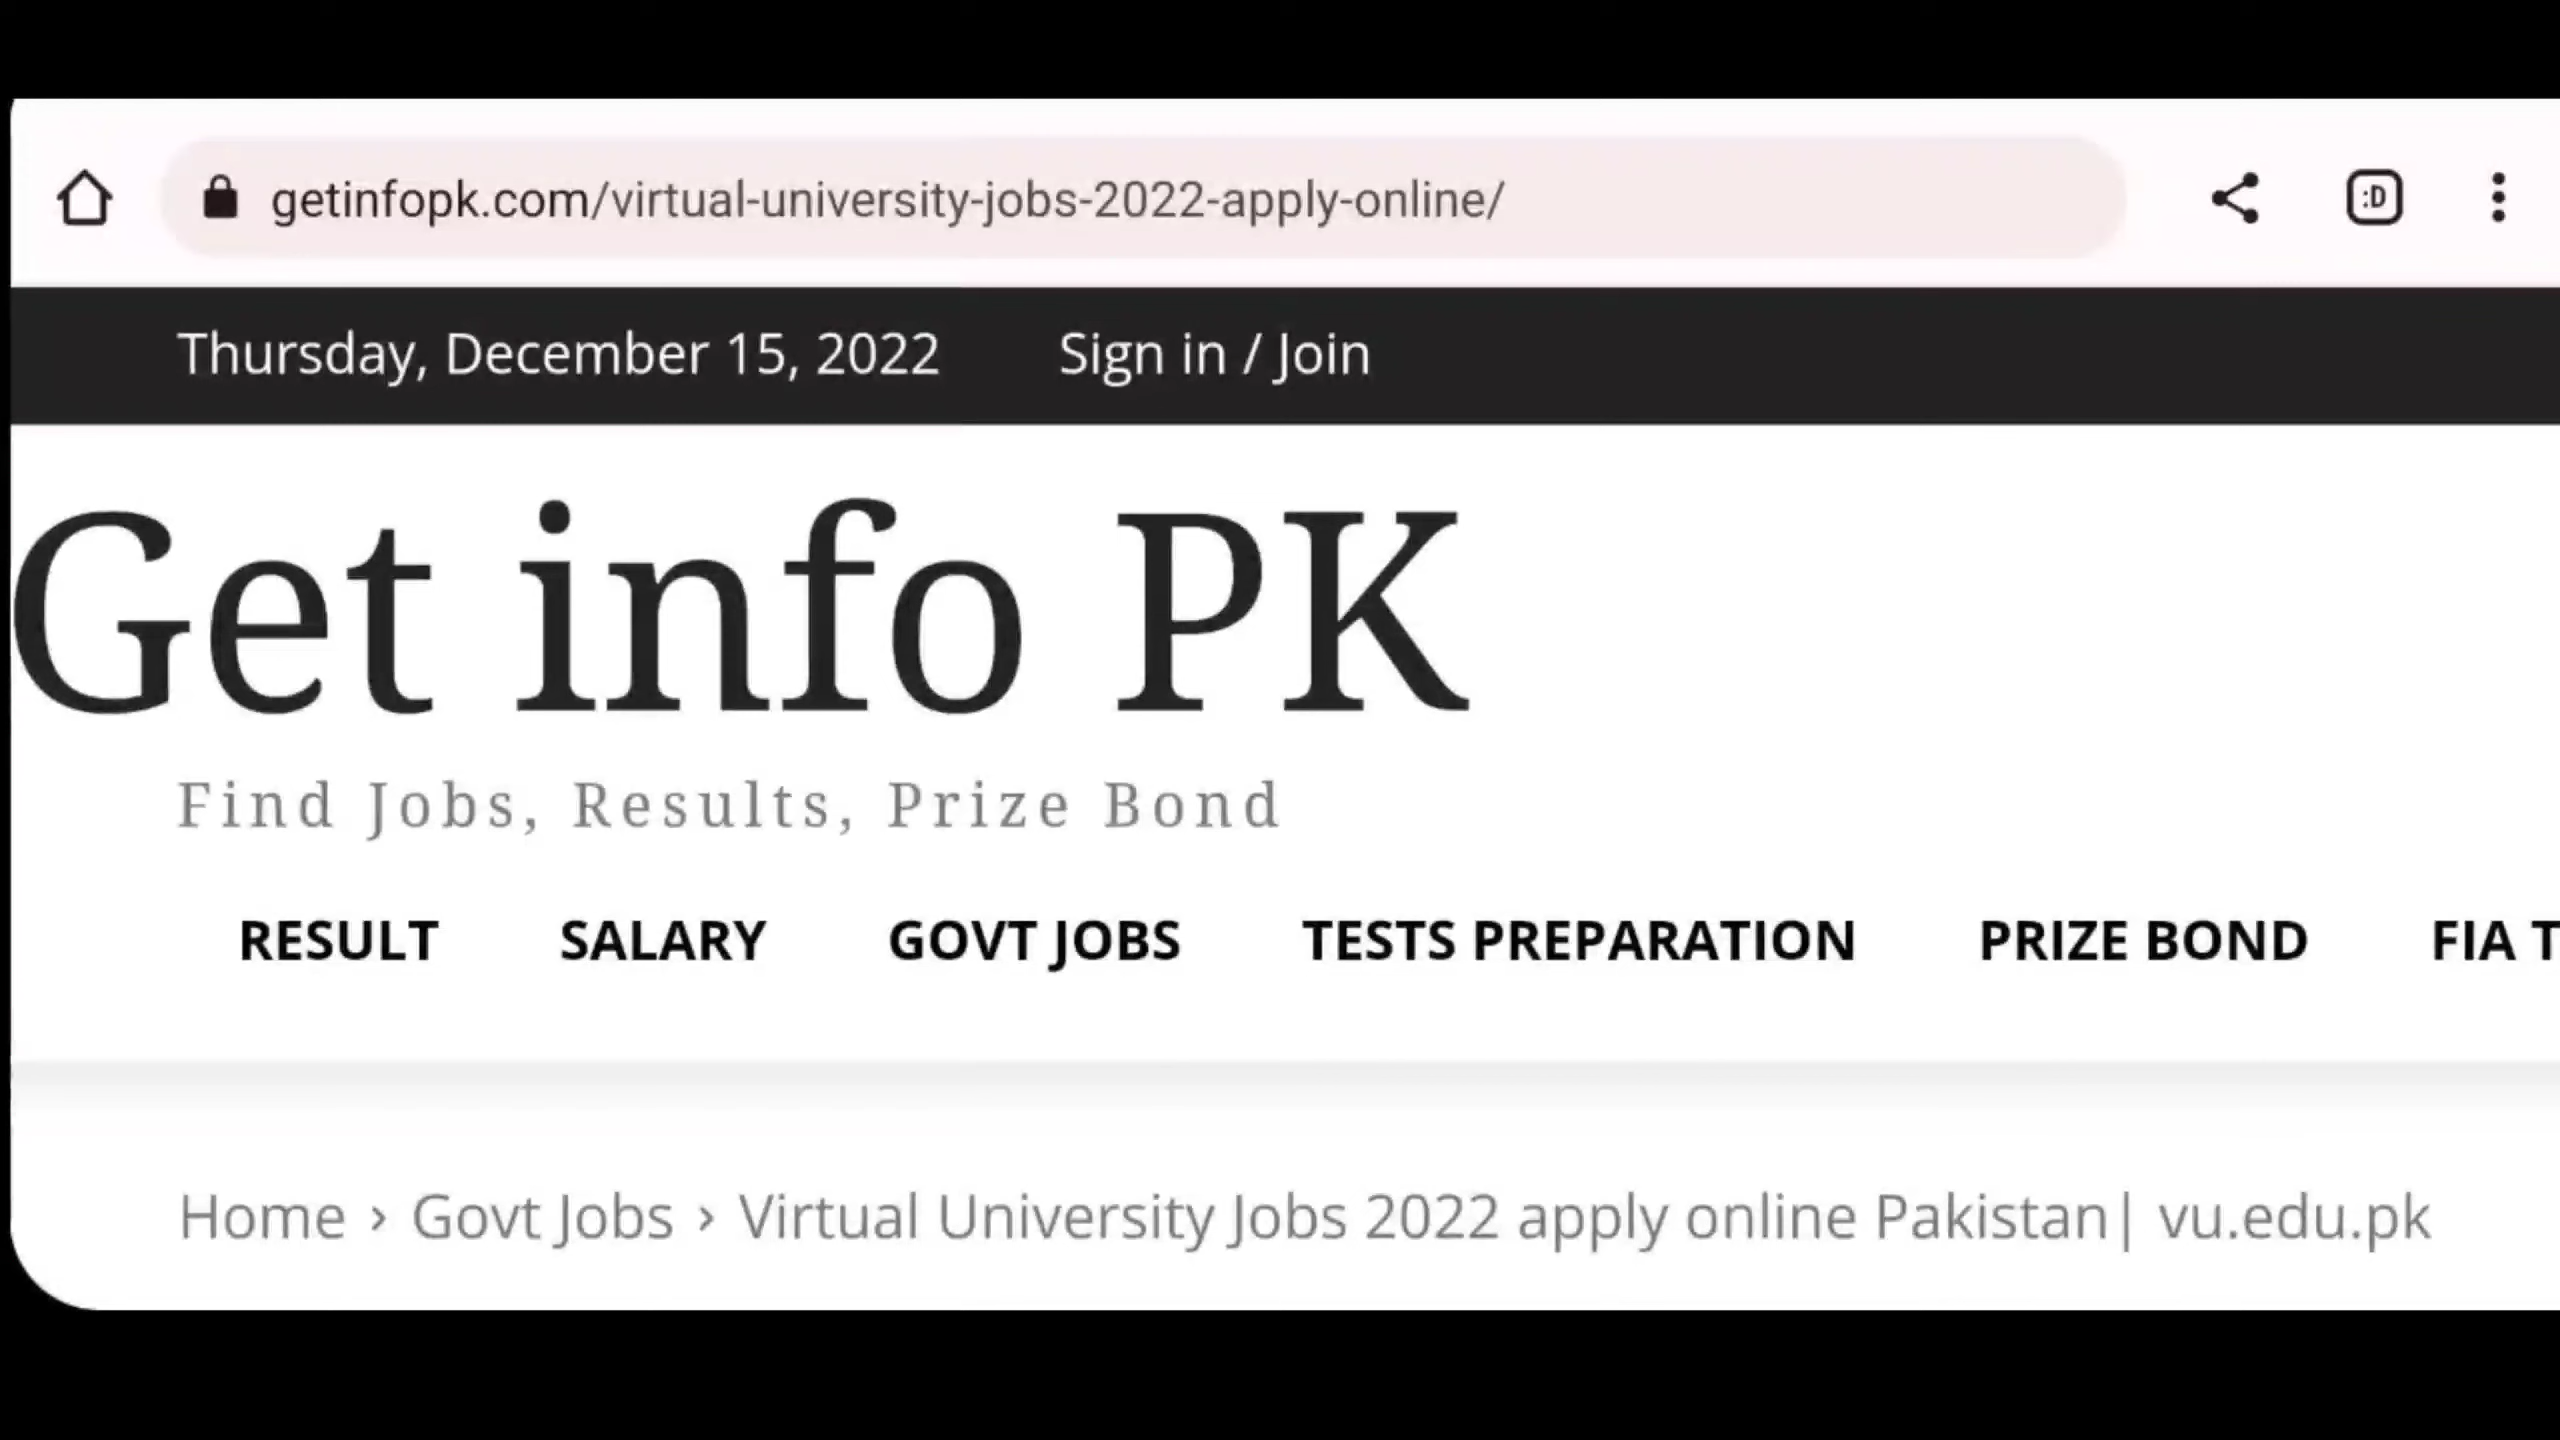 getinfopk.com/virtual-university-jobs-2022-apply-online/
:D
Thursday, December 15, 2022 Sign in / Join
Get info PK
Find Jobs, Results, Prize Bond
RESULT SALARY GOVT JOBS TESTS PREPARATION PRIZE BOND FIA T
Home › Govt Jobs › Virtual University Jobs 2022 apply online Pakistan| vu.edu.pk